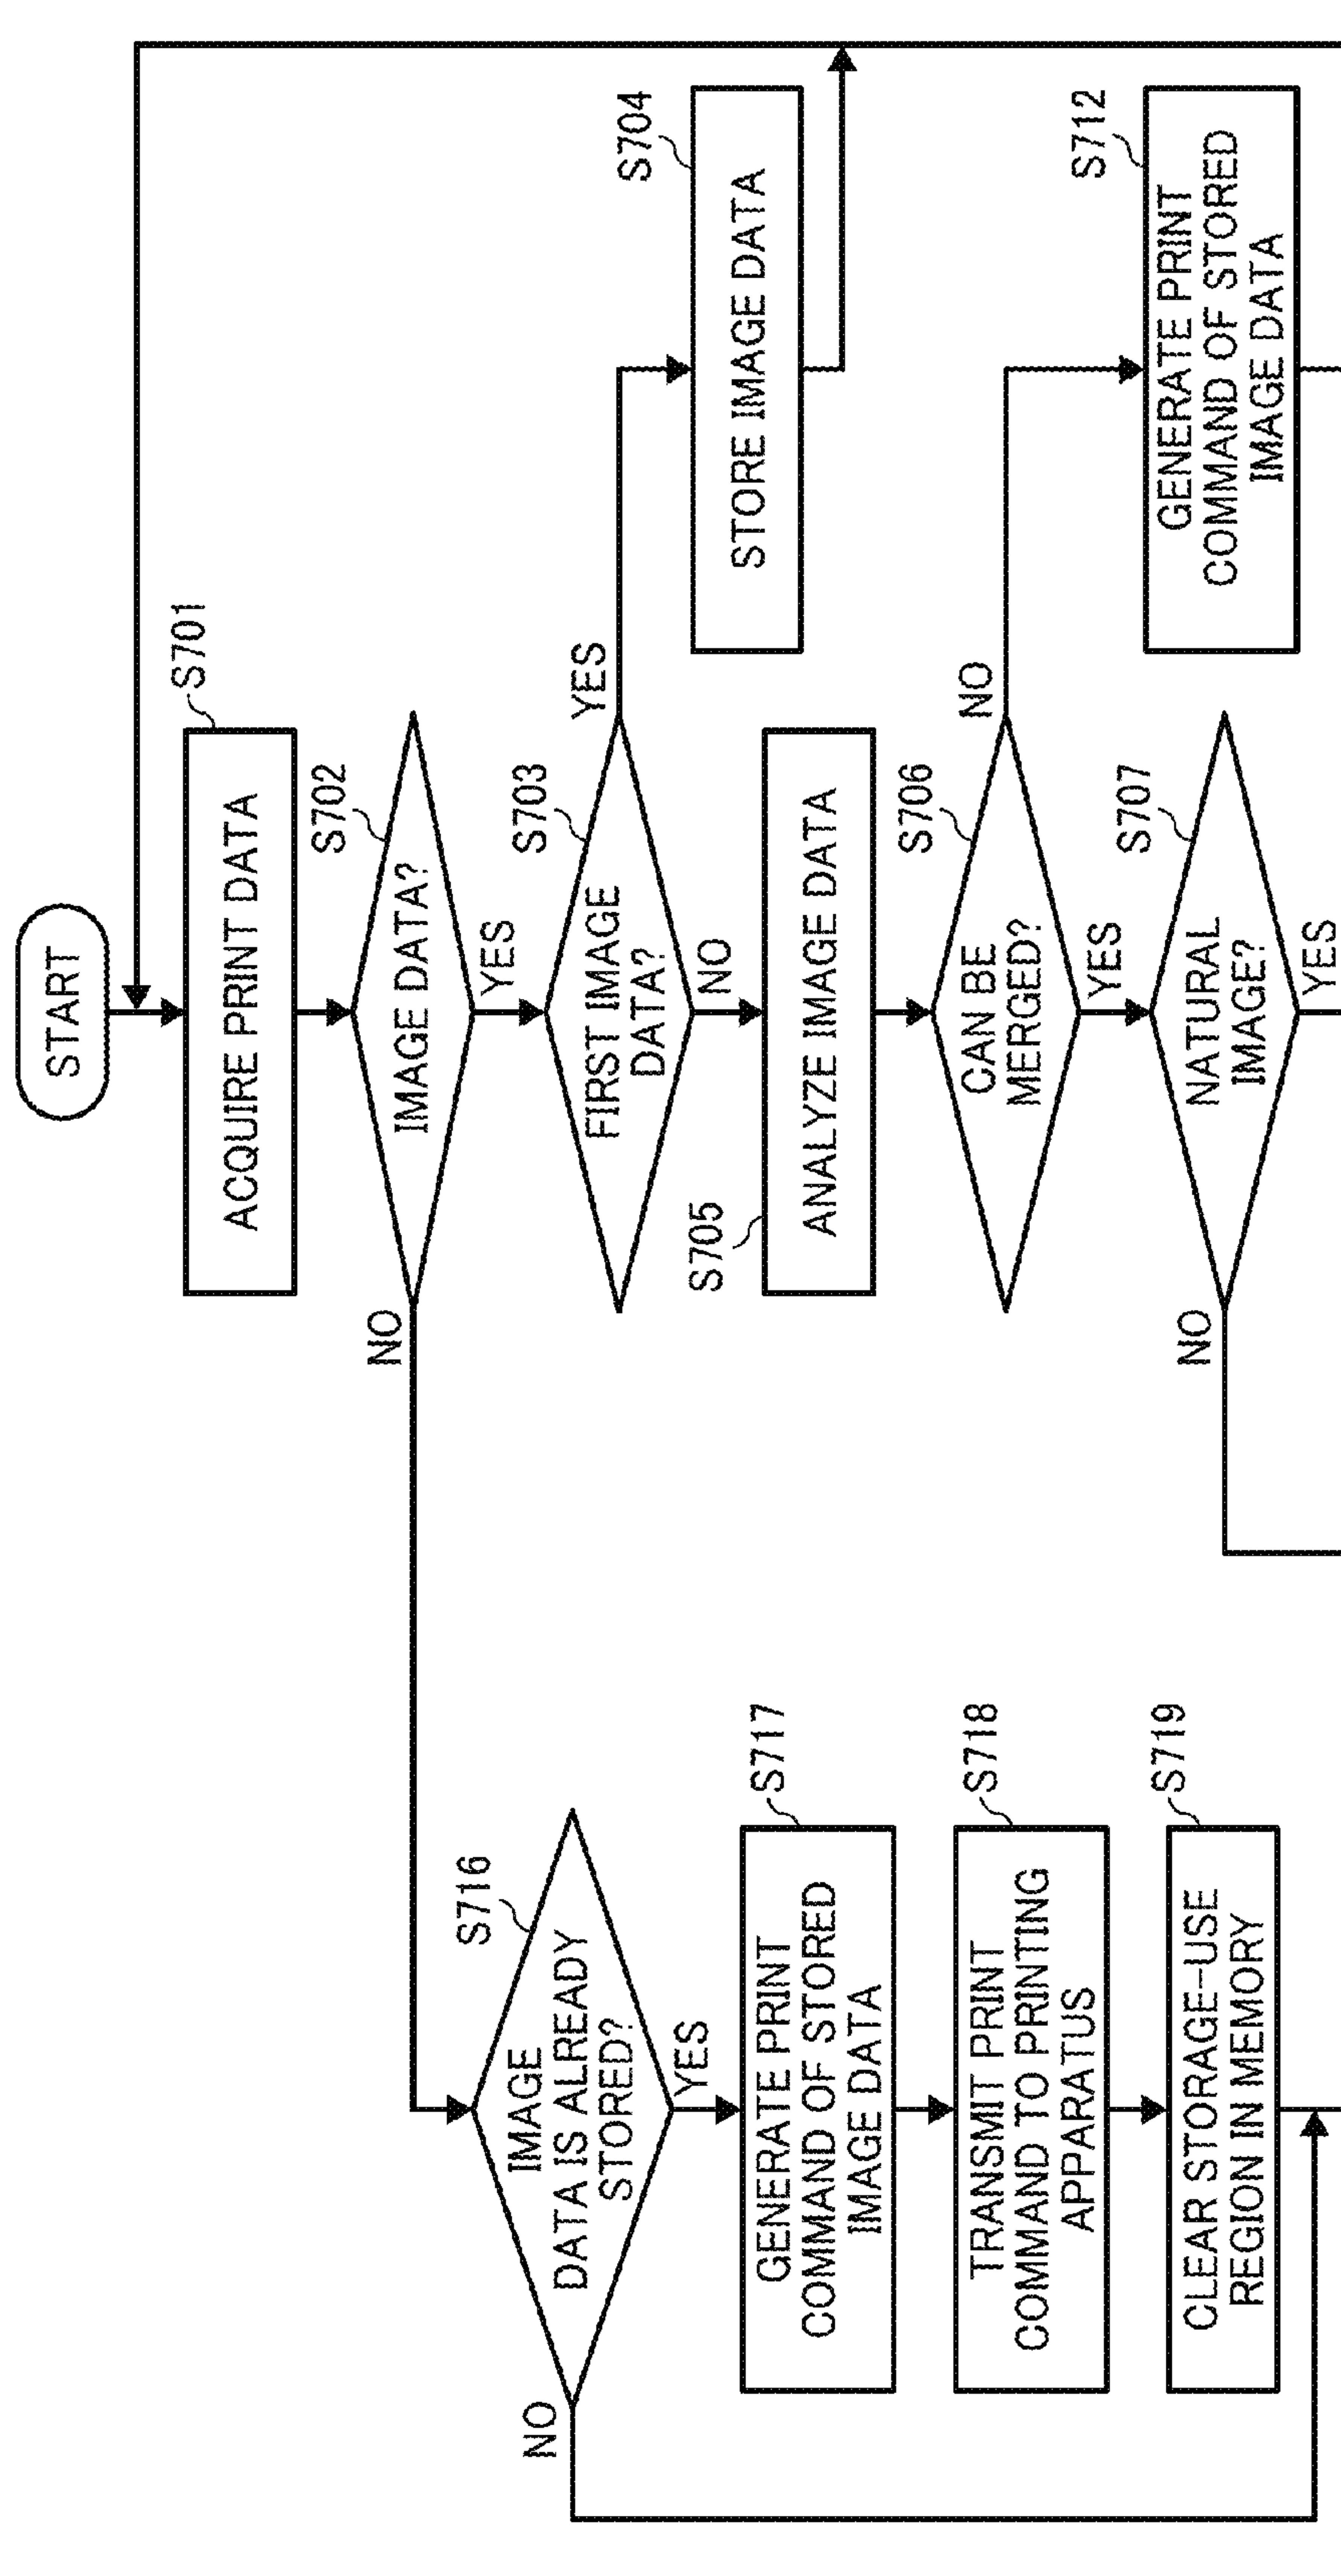 START
S701
ACQUIRE PRINT DATA
S702
IMAGE DATA?
NO
YES
S703
FIRST IMAGE
DATA?
YES
NO
S704
STORE IMAGE DATA
S705
ANALYZE IMAGE DATA
S706
CAN BE
MERGED?
NO
YES
S712
GENERATE PRINT
COMMAND OF STORED
IMAGE DATA
S707
NATURAL
IMAGE?
NO
YES
S716
IMAGE
DATA IS ALREADY
STORED?
NO
YES
S717
GENERATE PRINT
COMMAND OF STORED
IMAGE DATA
S718
TRANSMIT PRINT
COMMAND TO PRINTING
APPARATUS
S719
CLEAR STORAGE-USE
REGION IN MEMORY